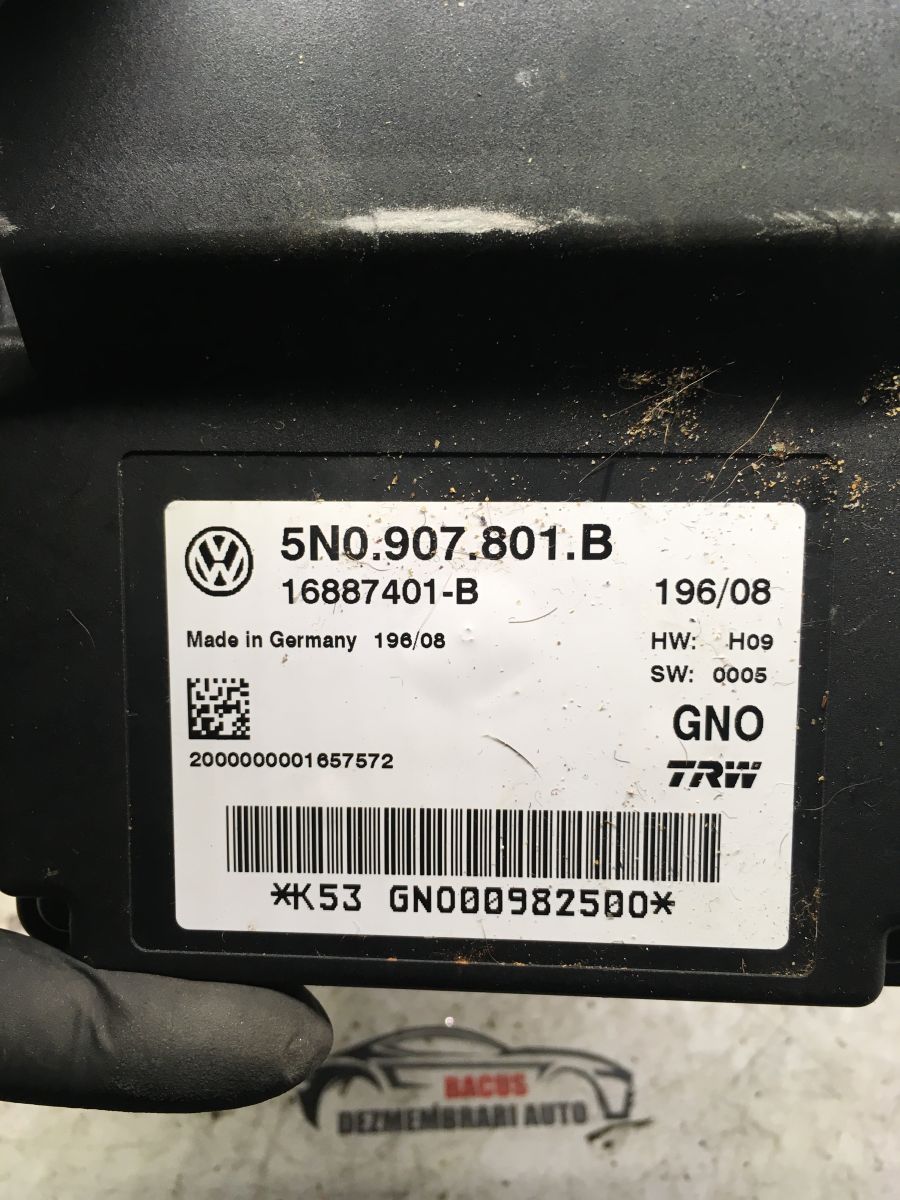 5N0.907.801.B
16887401-B 196/08
Made in Germany 196/08 HW: H09
SW: 0005
GNO
2000000001657572 TRW
*K53 GNO00982500*
BACUS
DEZMEMBRARI AUTO